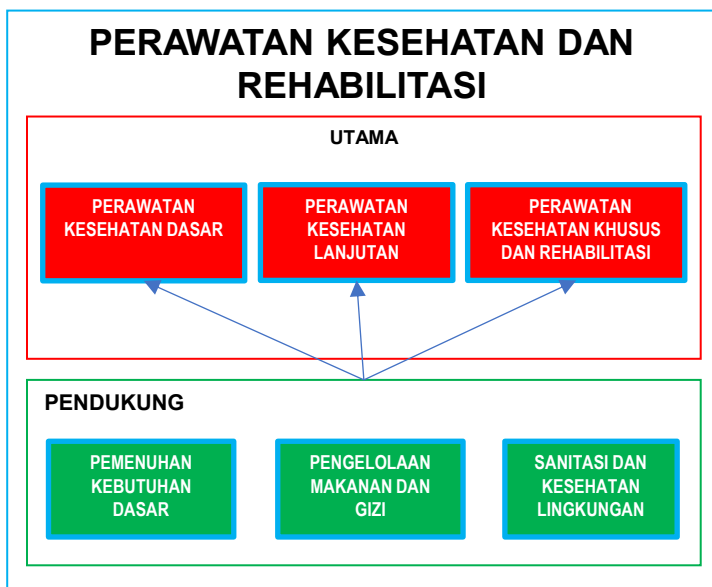 PERAWATAN KESEHATAN DAN
REHABILITASI
UTAMA
PERAWATAN
KESEHATAN DASAR
PERAWATAN
KESEHATAN
LANJUTAN
PERAWATAN
KESEHATAN KHUSUS
DAN REHABILITASI
PENDUKUNG
PEMENUHAN
KEBUTUHAN
DASAR
PENGELOLAAN
MAKANAN DAN
GIZI
SANITASI DAN
KESEHATAN
LINGKUNGAN